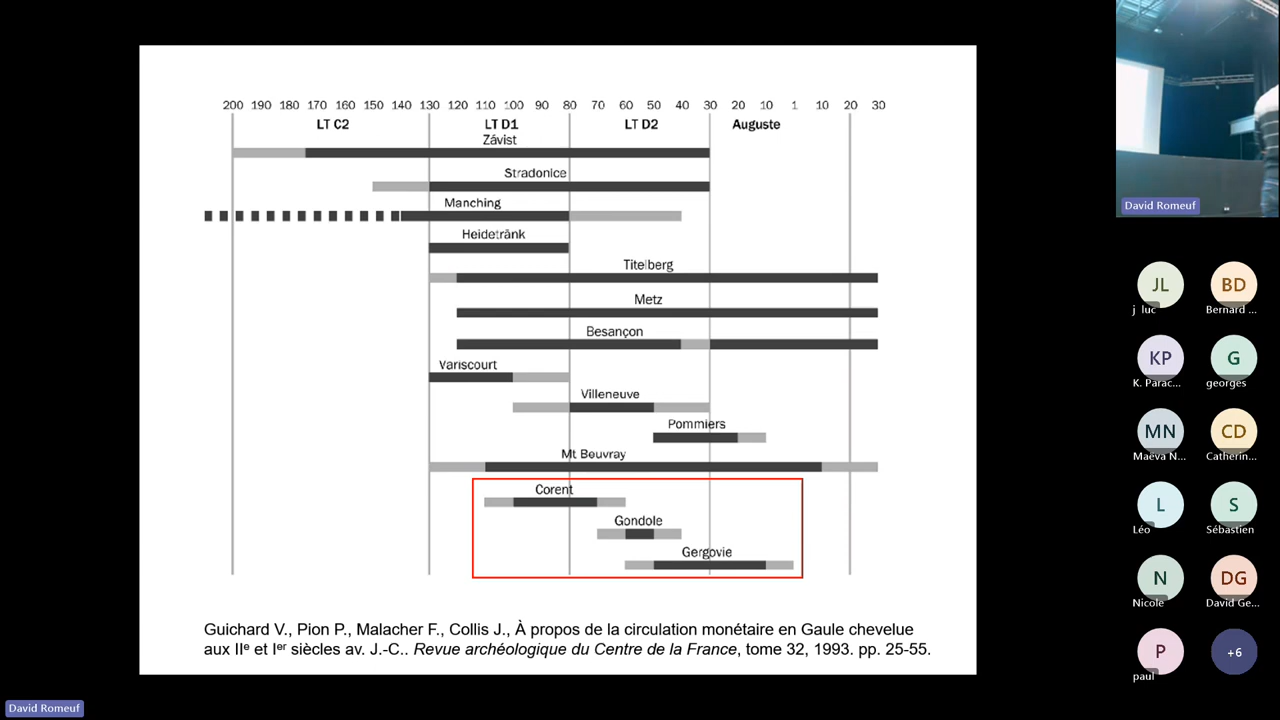 200 190 180 170 160 150 140 130 120 110 100 90 80 70 60 50 40 30 20 10 1 10 20 30
LT C2 LT D1 LT D2 Auguste
Závist
Stradonice
Manching
Heidetränk
Titelberg
Metz
Besançon
Variscourt
Villeneuve
Pommiers
Mt Beuvray
Corent
Gondole
Gergovie
Guichard V., Pion P., Malacher F., Collis J., À propos de la circulation monétaire en Gaule chevelue
aux IIe et Ier siècles av. J.-C.. Revue archéologique du Centre de la France, tome 32, 1993. pp. 25-55.
David Romeuf
David Romeuf
JL BD
j luc Bernard ...
KP G
K. Parac... georges
MN CD
Maëva N... Catherin...
L S
Léo Sébastien
N DG
Nicole David Ge...
P +6
paul